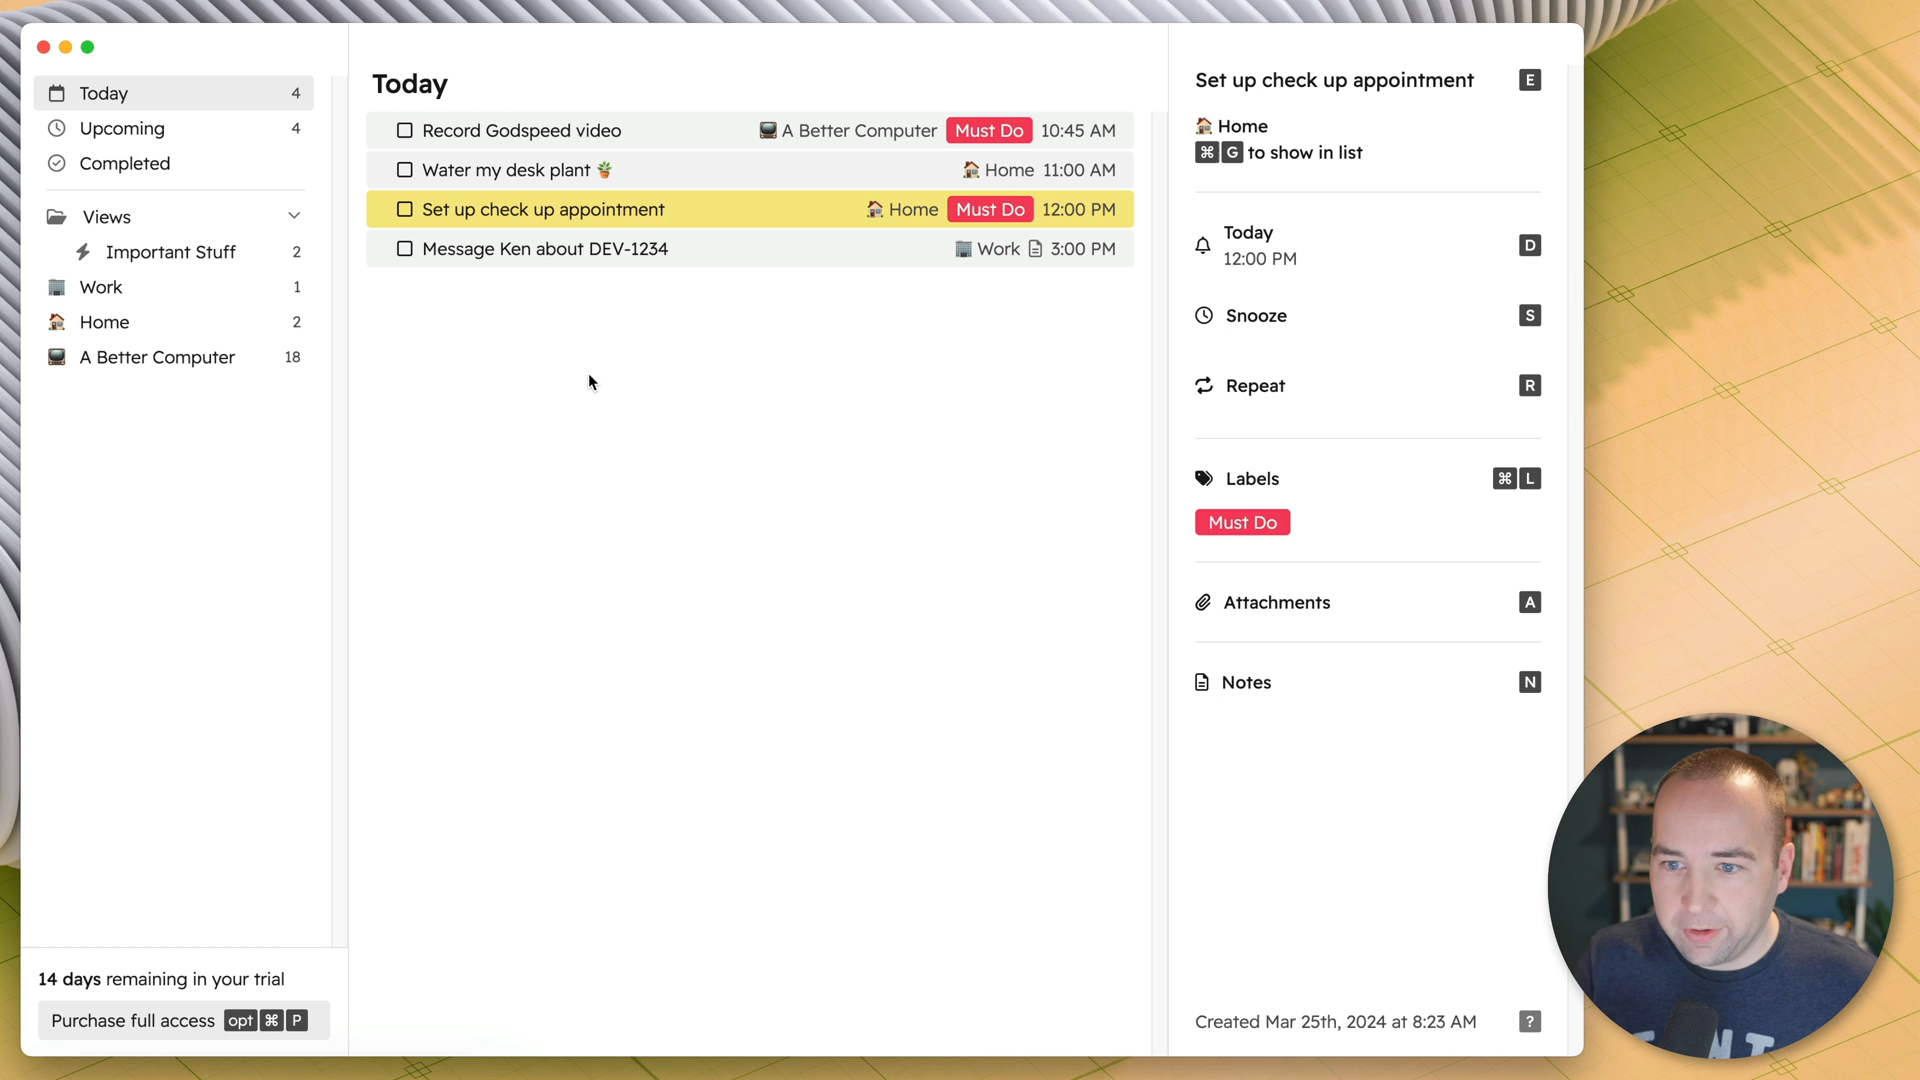 Today 4
Upcoming 4
Completed
Views
Important Stuff 2
Work 1
Home 2
A Better Computer 18
14 days remaining in your trial
Purchase full access opt ⌘ P
Today
Record Godspeed video A Better Computer Must Do 10:45 AM
Water my desk plant 🪴 Home 11:00 AM
Set up check up appointment Home Must Do 12:00 PM
Message Ken about DEV-1234 Work 3:00 PM
Set up check up appointment E
Home
⌘ G to show in list
Today
12:00 PM D
Snooze S
Repeat R
Labels ⌘ L
Must Do
Attachments A
Notes N
Created Mar 25th, 2024 at 8:23 AM ?